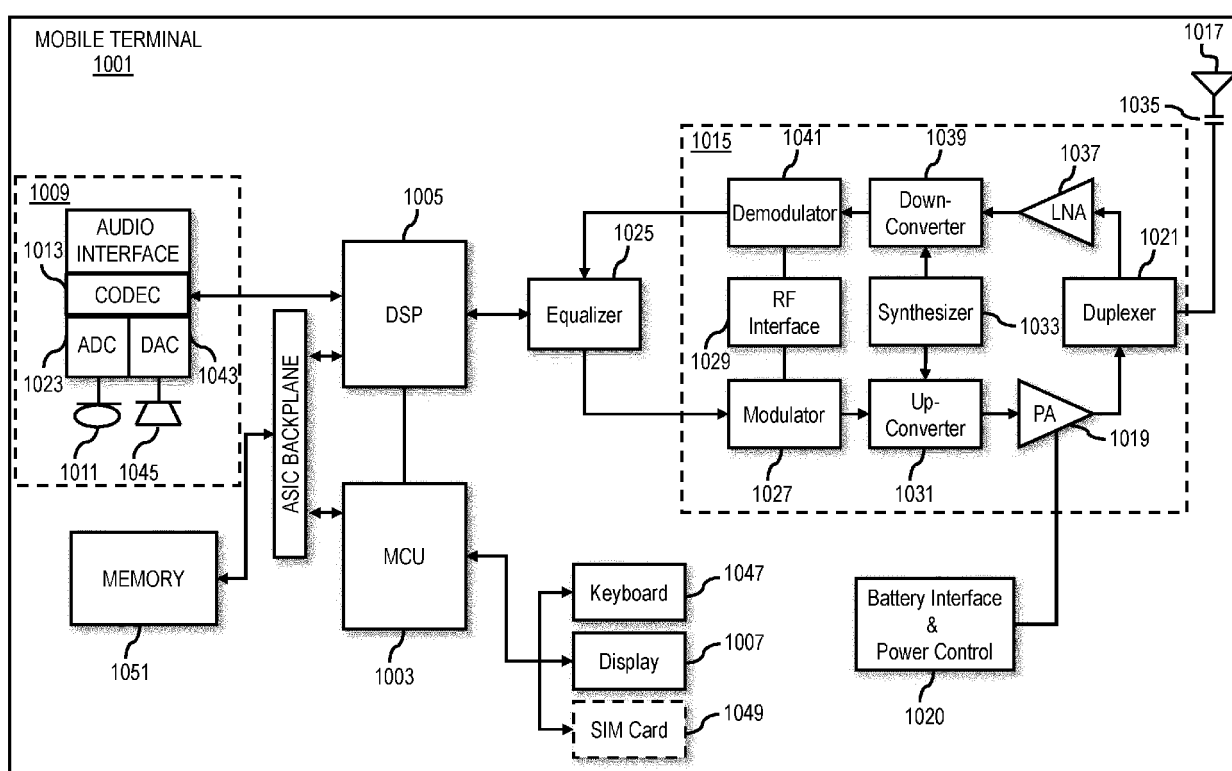 MOBILE TERMINAL
1001
1017
1035
1015
1041
1039
1037
1009
1005
AUDIO
INTERFACE
Demodulator
Down-
Converter
LNA
1013
1025
1021
CODEC
DSP
Equalizer
RF
Interface
Synthesizer
Duplexer
ADC
DAC
1029
1033
1023
1043
ASIC BACKPLANE
Modulator
Up-
Converter
PA
1019
1011
1045
1027
1031
MEMORY
MCU
Keyboard
1047
Battery Interface
&
Power Control
Display
1007
1051
1003
SIM Card
1049
1020